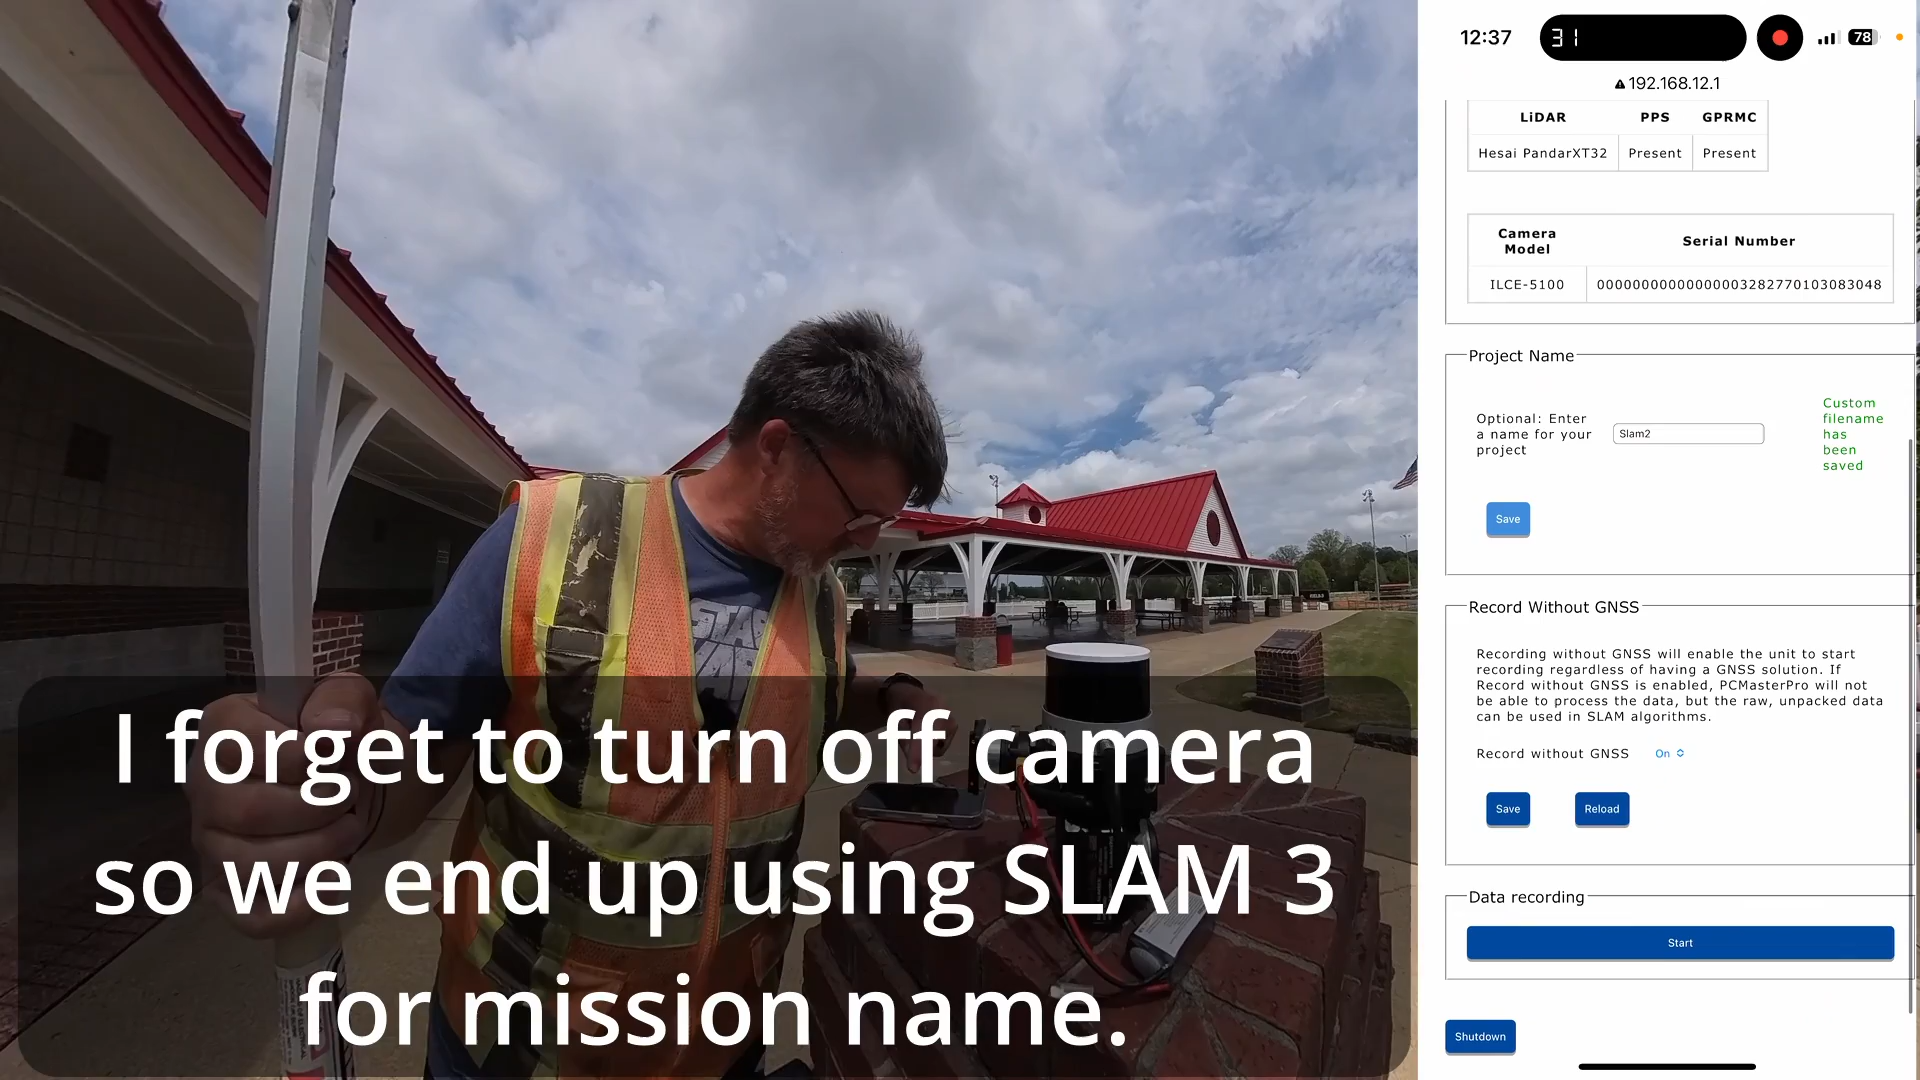 12:37
31
78
192.168.12.1
LiDAR PPS GPRMC
Hesai PandarXT32 Present Present
Camera
Model
Serial Number
ILCE-5100
00000000000000003282770103083048
Project Name
Optional: Enter
a name for your
project
Slam2
Custom
filename
has
been
saved
Save
Record Without GNSS
Recording without GNSS will enable the unit to start
recording regardless of having a GNSS solution. If
Record without GNSS is enabled, PCMasterPro will not
be able to process the data, but the raw, unpacked data
can be used in SLAM algorithms.
Record without GNSS On
Save Reload
Data recording
Start
Shutdown
I forget to turn off camera
so we end up using SLAM 3
for mission name.